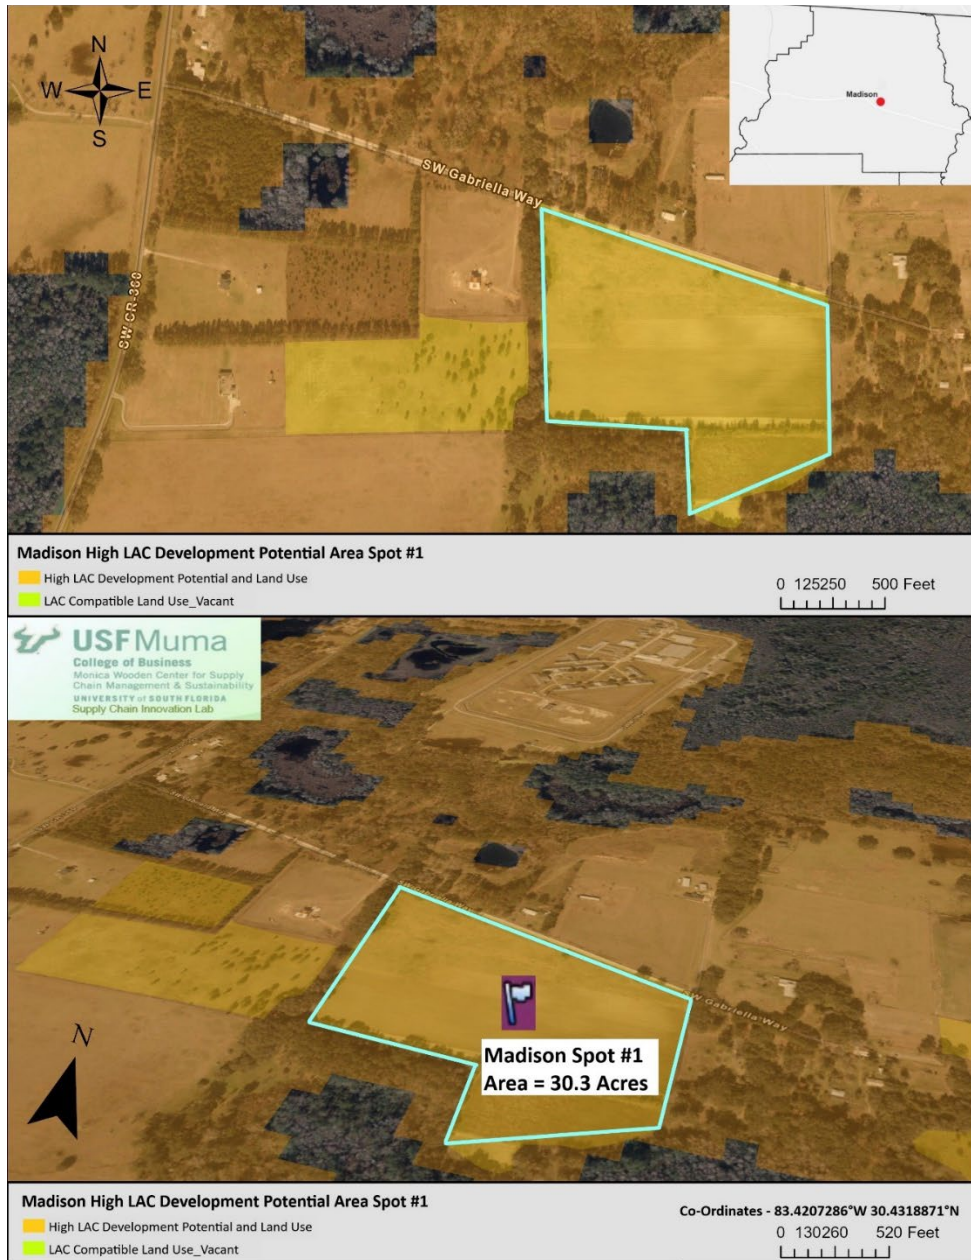 N
W E
S
Madison
SW Gabriella Way
SW CR-360
Madison High LAC Development Potential Area Spot #1
High LAC Development Potential and Land Use
LAC Compatible Land Use_Vacant
0 125250 500 Feet
USF Muma
College of Business
Monica Wooden Center for Supply
Chain Management & Sustainability
UNIVERSITY of SOUTH FLORIDA
Supply Chain Innovation Lab
SW Gabriella Way
Madison Spot #1
Area = 30.3 Acres
N
Madison High LAC Development Potential Area Spot #1
High LAC Development Potential and Land Use
LAC Compatible Land Use_Vacant
Co-Ordinates - 83.4207286°W 30.4318871°N
0 130260 520 Feet